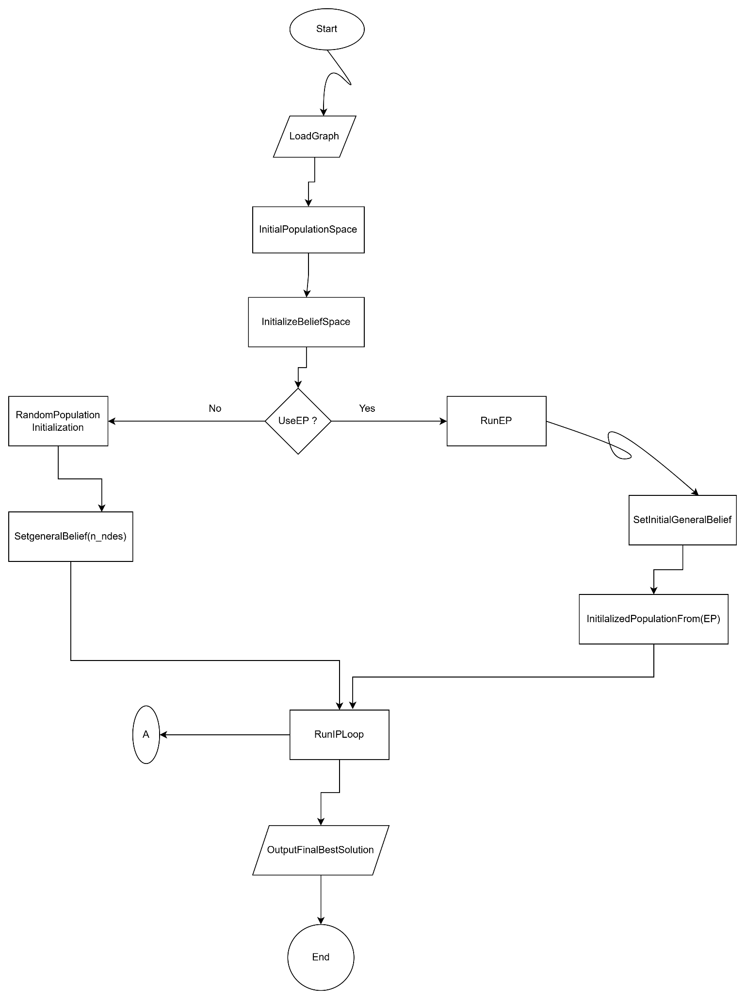 Start
LoadGraph
InitialPopulationSpace
InitializeBeliefSpace
No
Yes
RandomPopulation
Initialization
UseEP ?
RunEP
SetInitialGeneralBelief
SetgeneralBelief(n_ndes)
InitilalizedPopulationFrom(EP)
A
RunIPLoop
OutputFinalBestSolution
End